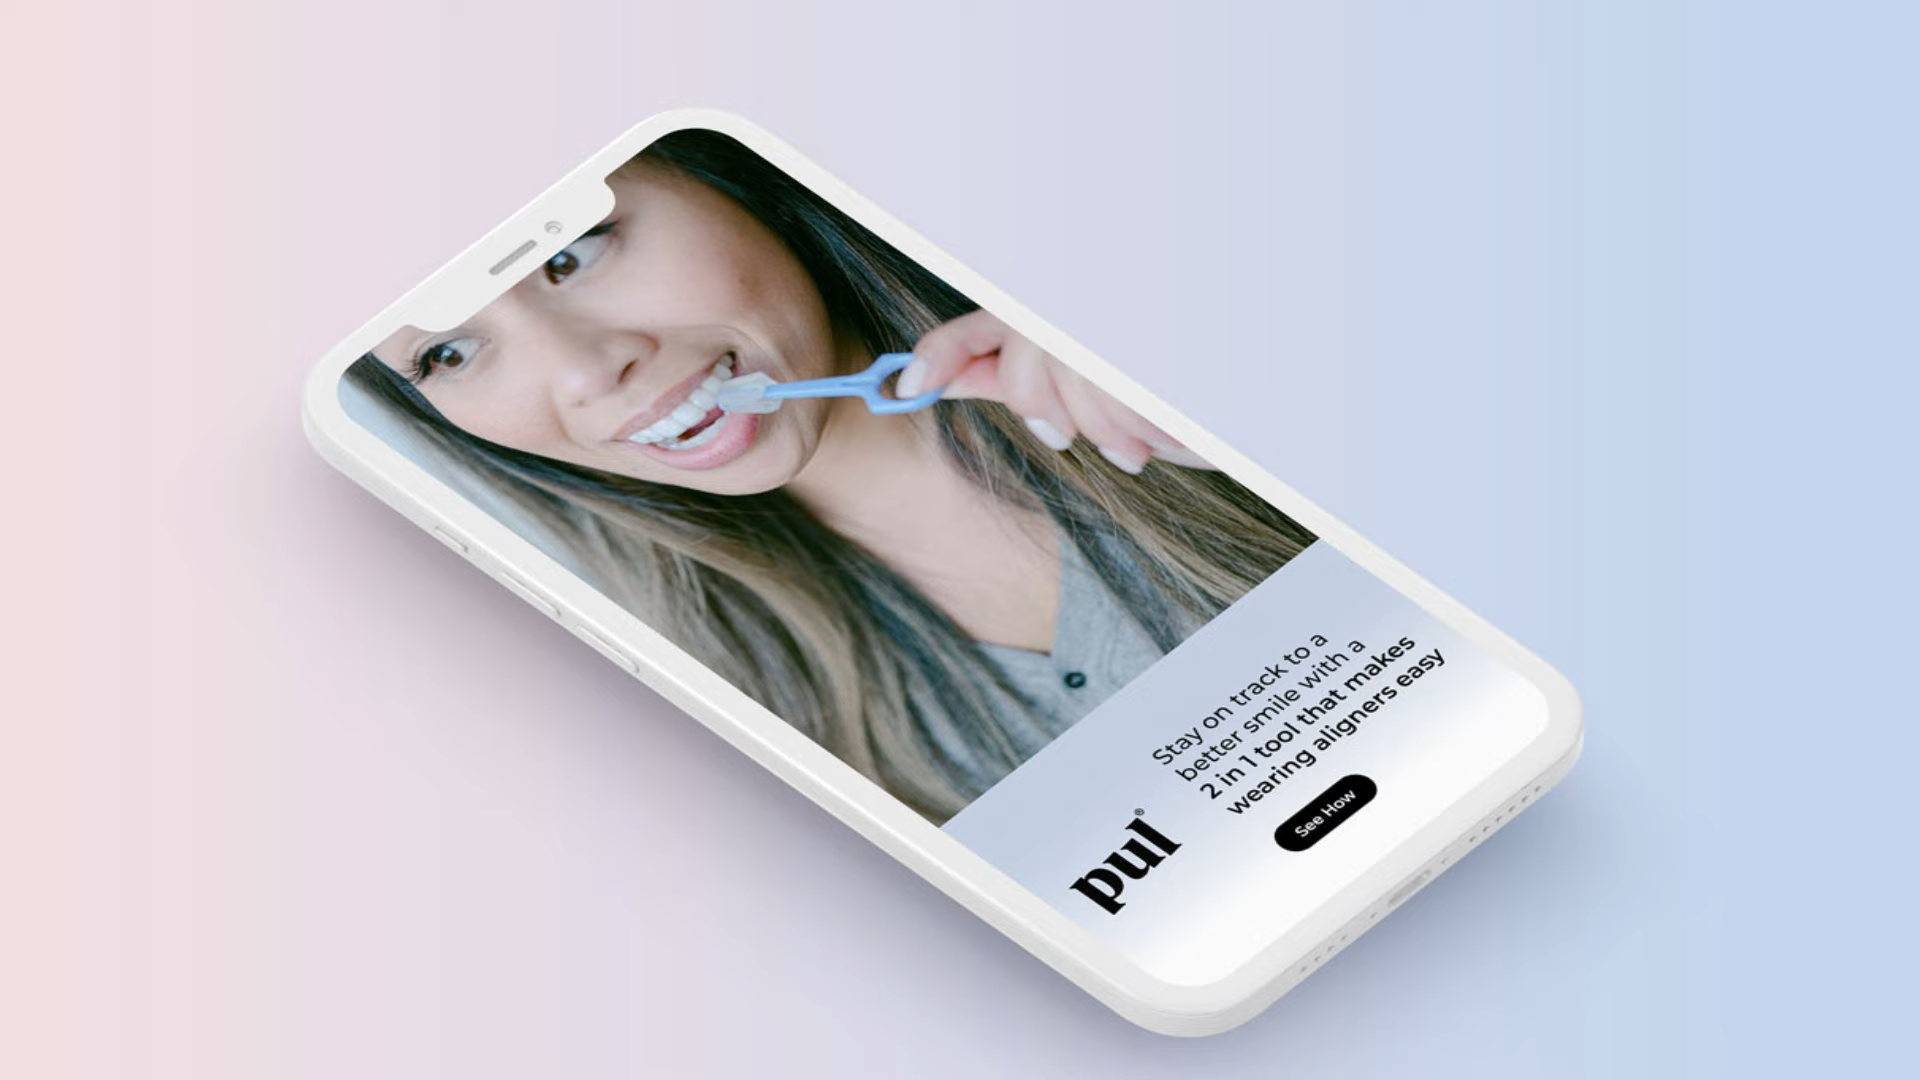 Stay on track to a
better smile with a
2 in 1 tool that makes
wearing aligners easy
See How
pul®